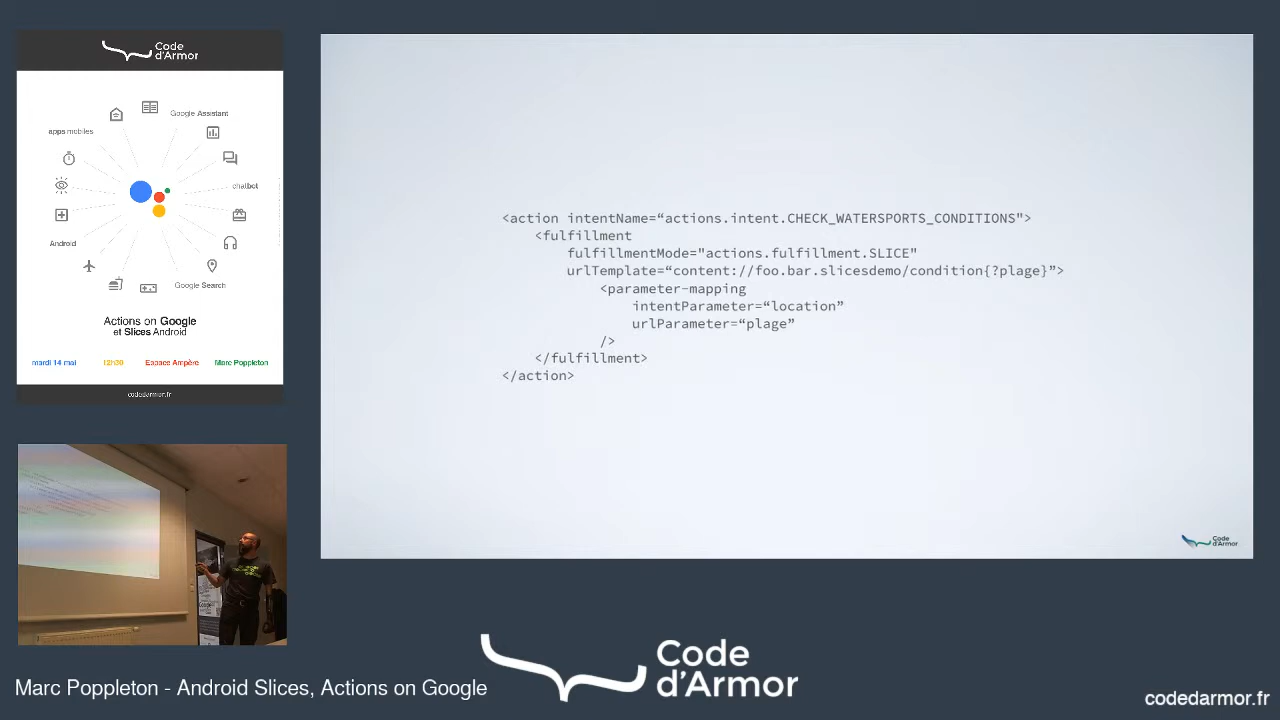 Code
d'Armor
Google Assistant
apps mobiles
chatbot
Android
Google Search
Actions on Google
et Slices Android
mardi 14 mai
12h30
Espace Ampère
Marc Poppleton
codedarmor.fr
<action intentName=“actions.intent.CHECK_WATERSPORTS_CONDITIONS">
<fulfillment
fulfillmentMode="actions.fulfillment.SLICE"
urlTemplate=“content://foo.bar.slicesdemo/condition{?plage}”>
<parameter-mapping
intentParameter=“location”
urlParameter=“plage”
/>
</fulfillment>
</action>
Code
d'Armor
Marc Poppleton - Android Slices, Actions on Google
Code
d'Armor
codedarmor.fr